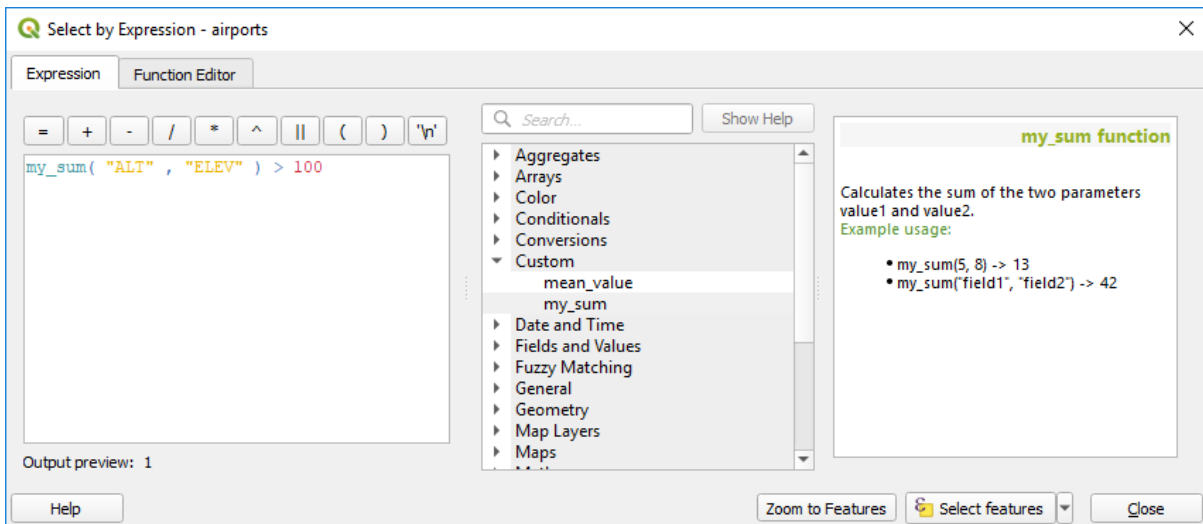 Select by Expression - airports
Expression
Function Editor
= + - / * ^ || ( ) '\n'
my_sum( "ALT" , "ELEV" ) > 100
Output preview: 1
Search...
Show Help
Aggregates
Arrays
Color
Conditionals
Conversions
Custom
mean_value
my_sum
Date and Time
Fields and Values
Fuzzy Matching
General
Geometry
Map Layers
Maps
my_sum function
Calculates the sum of the two parameters
value1 and value2.
Example usage:
• my_sum(5, 8) -> 13
• my_sum("field1", "field2") -> 42
Help
Zoom to Features
Select features
Close